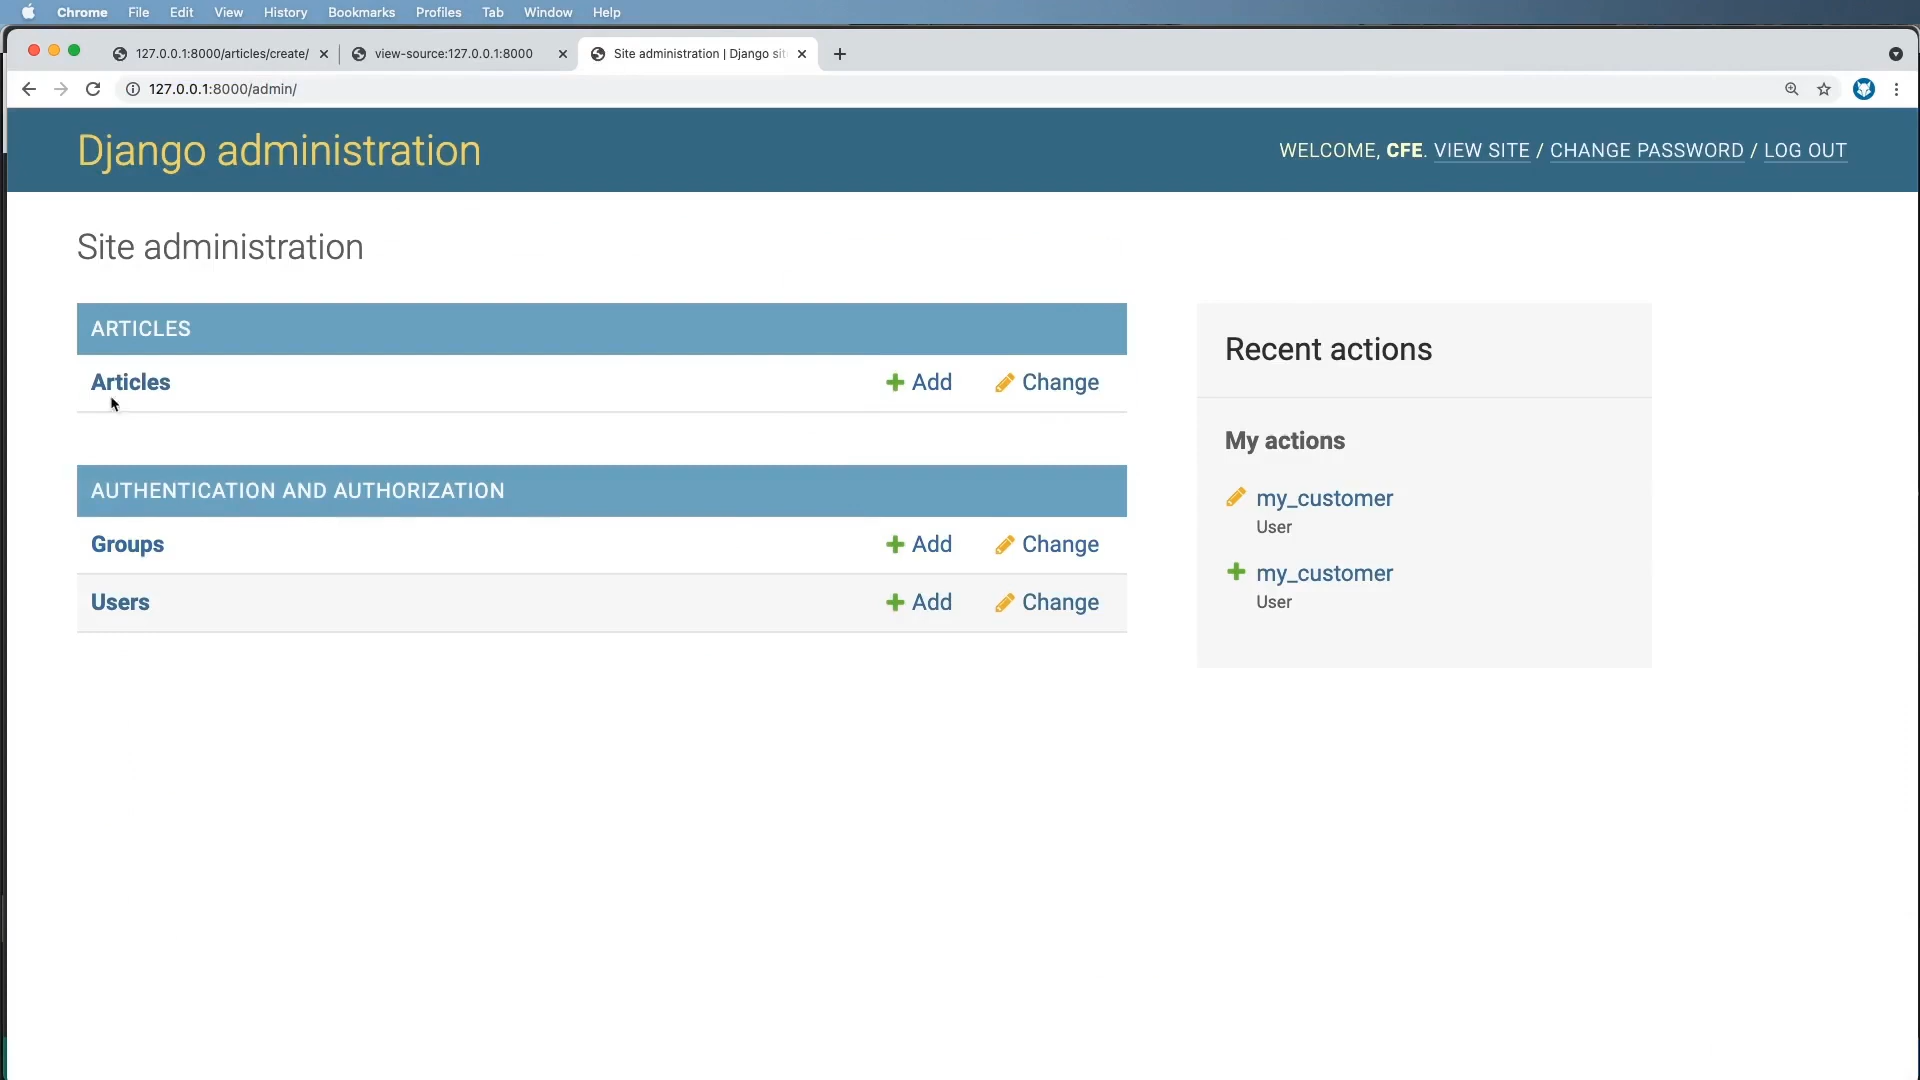 Chrome File Edit View History Bookmarks Profiles Tab Window Help
127.0.0.1:8000/articles/create/ view-source:127.0.0.1:8000 Site administration | Django sit
127.0.0.1:8000/admin/
Django administration
WELCOME, CFE. VIEW SITE / CHANGE PASSWORD / LOG OUT
Site administration
ARTICLES
Articles Add Change
AUTHENTICATION AND AUTHORIZATION
Groups Add Change
Users Add Change
Recent actions
My actions
my_customer
User
my_customer
User